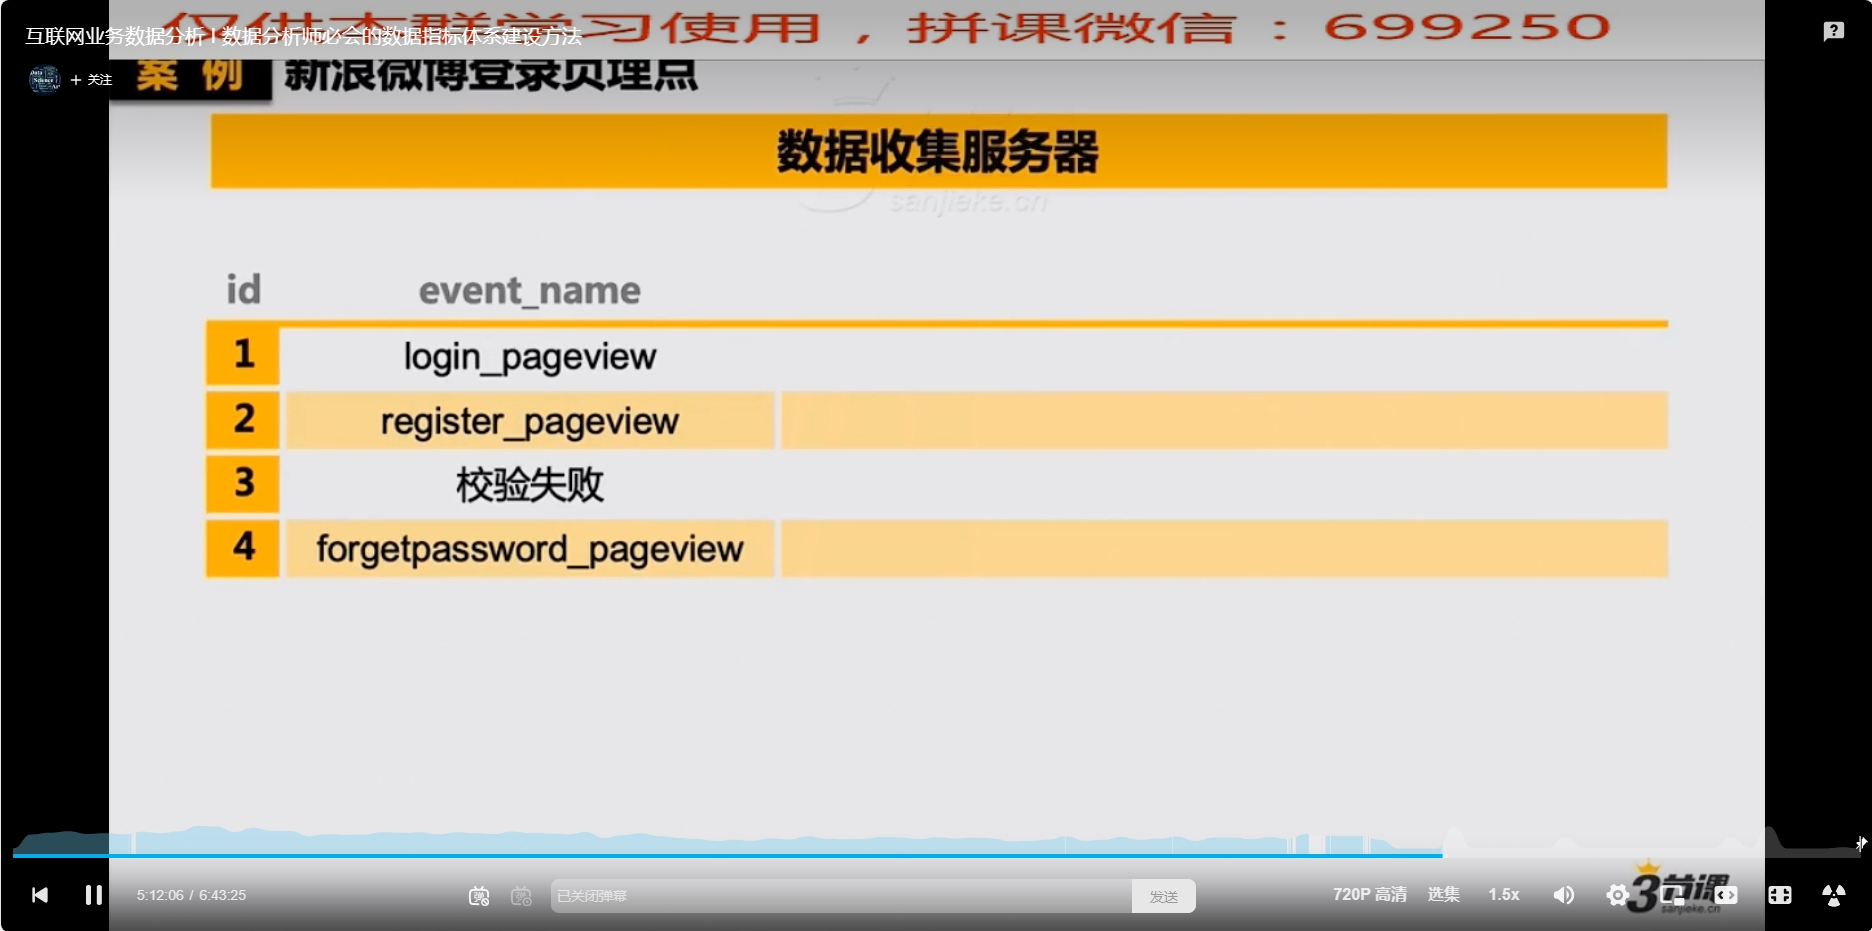 仅供本群学习使用，拼课微信：699250
互联网业务数据分析 I 数据分析师必会的数据指标体系建设方法
+ 关注
案 例 新浪微博登录页埋点
数据收集服务器
sanjieke.cn
id event_name
1 login_pageview
2 register_pageview
3 校验失败
4 forgetpassword_pageview
5:12:06 / 6:43:25
已关闭弹幕
发送
720P 高清
选集
1.5x
3节课
sanjieke.cn